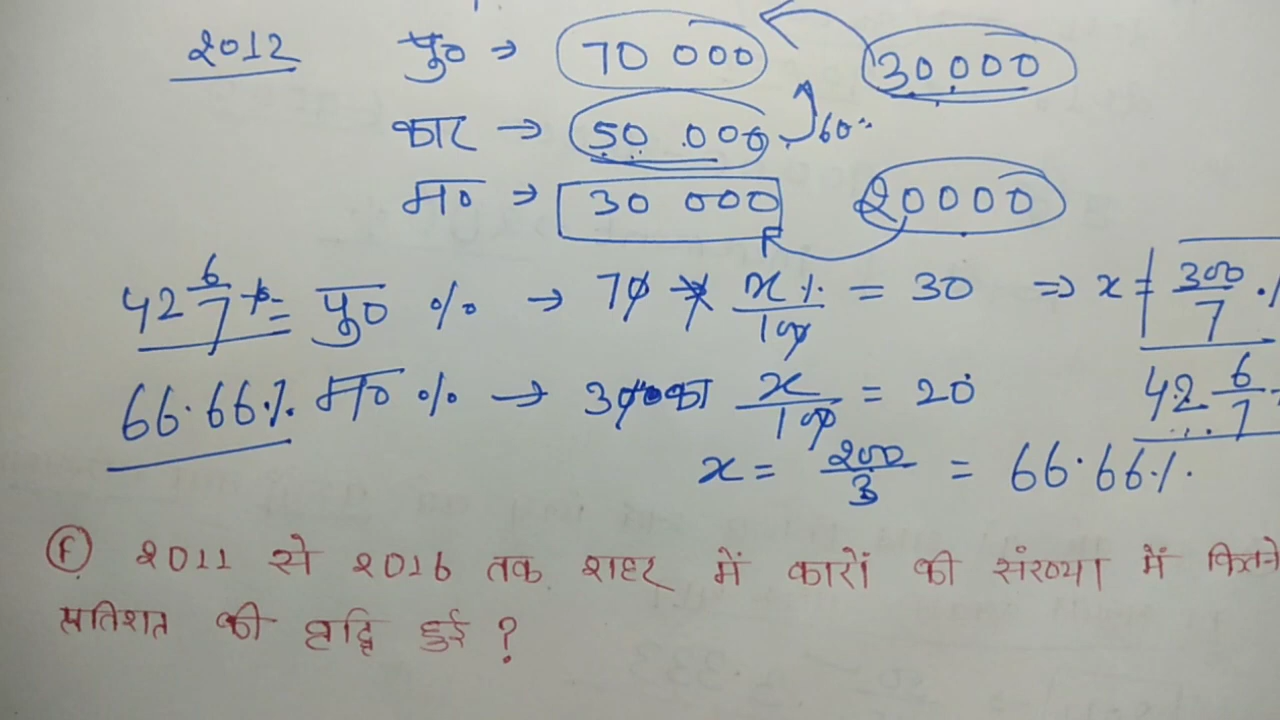 2012 पु० → 70 000 30,000
कार → 50 000 60%
म० → 30 000 20000
42 6/7 % = पु० % → 70 × x%/100 = 30 ⇒ x = 300/7 %
66.66% म० % → 300 का x/100 = 20 42 6/7
x = 200/3 = 66.66%
(F) 2011 से 2016 तक शहर में कारों की संख्या में कितने
प्रतिशत की वृद्धि हुई ?